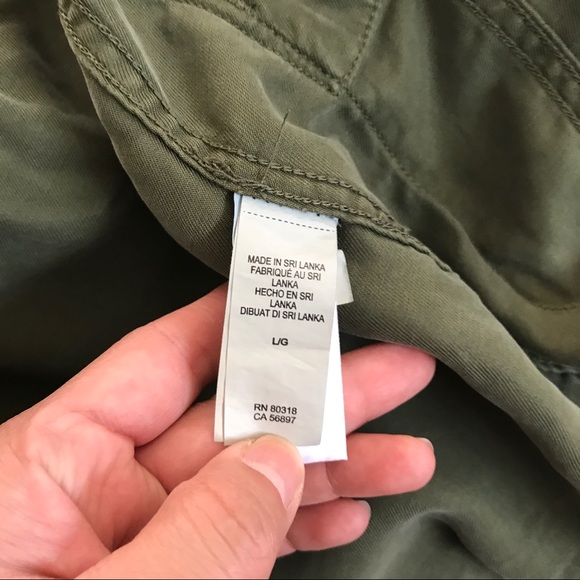 MADE IN SRI LANKA
FABRIQUÉ AU SRI
LANKA
HECHO EN SRI
LANKA
DIBUAT DI SRI LANKA
L/G
RN 80318
CA 56897